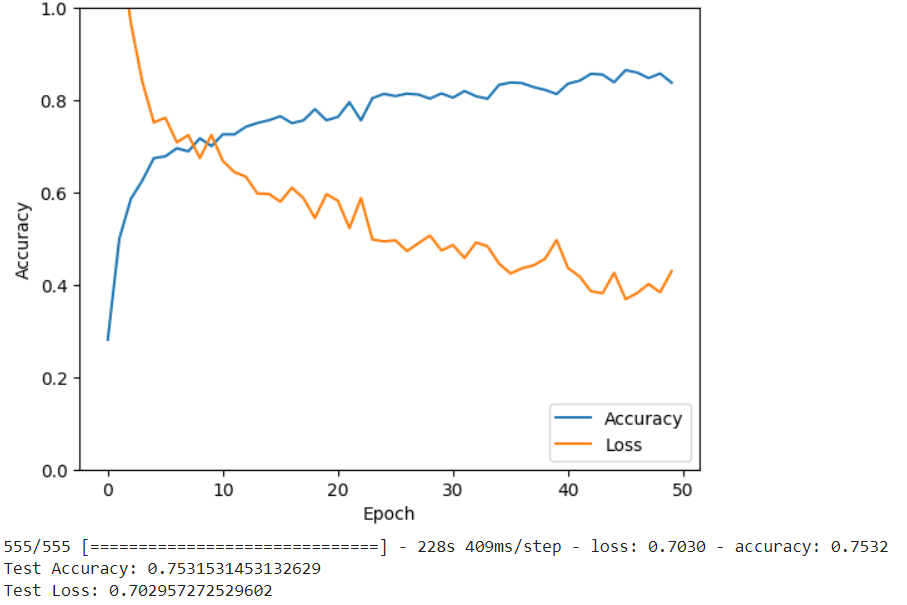 1.0
0.8
0.6
0.4
0.2
0.0
Accuracy
Accuracy
Loss
0 10 20 30 40 50
Epoch
555/555 [==============================] - 228s 409ms/step - loss: 0.7030 - accuracy: 0.7532
Test Accuracy: 0.7531531453132629
Test Loss: 0.702957272529602